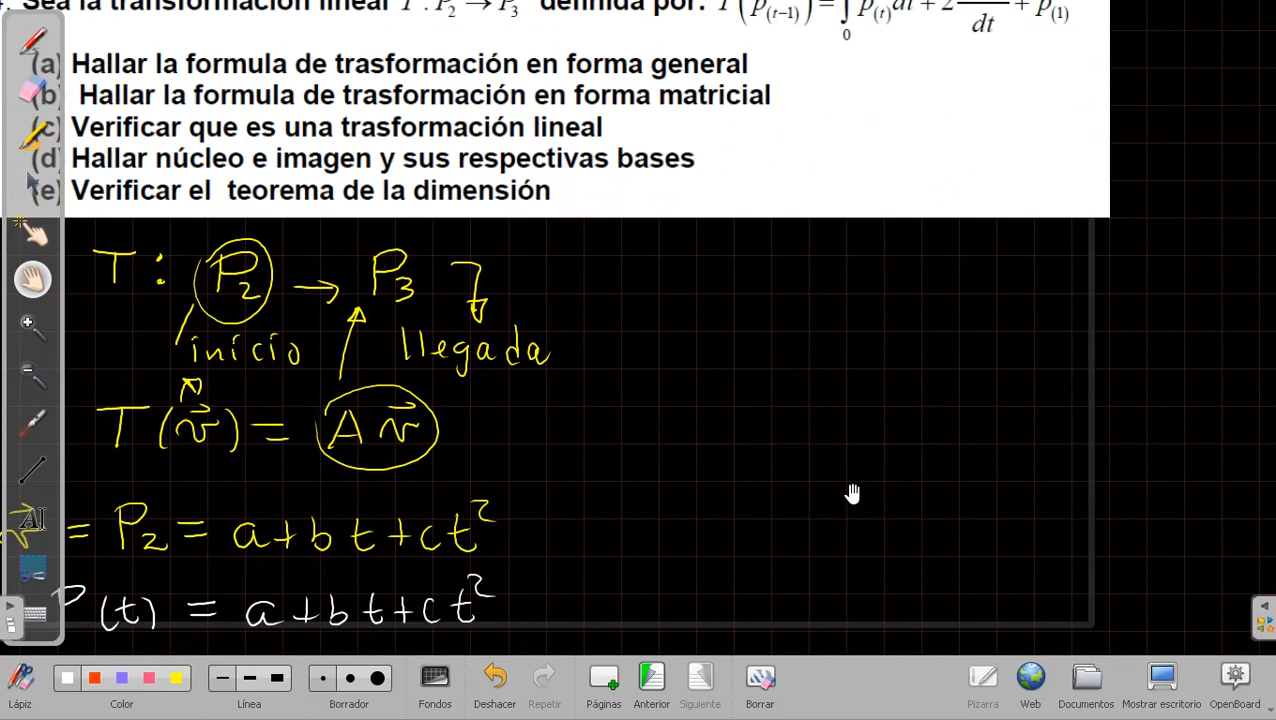 Sea la transformación lineal T : P₂ → P₃ definida por: T(p₍t−1₎) = ∫₀ p₍t₎dt + 2 dt + p₍1₎
(a) Hallar la formula de trasformación en forma general
(b) Hallar la formula de trasformación en forma matricial
(c) Verificar que es una trasformación lineal
(d) Hallar núcleo e imagen y sus respectivas bases
(e) Verificar el teorema de la dimensión
T : P₂ → P₃
inicio llegada
T(v⃗) = A v⃗
= P₂ = a+bt+ct²
P(t) = a+bt+ct²
Lápiz Color Línea Borrador Fondos Deshacer Repetir Páginas Anterior Siguiente Borrar Pizarra Web Documentos Mostrar escritorio OpenBoard